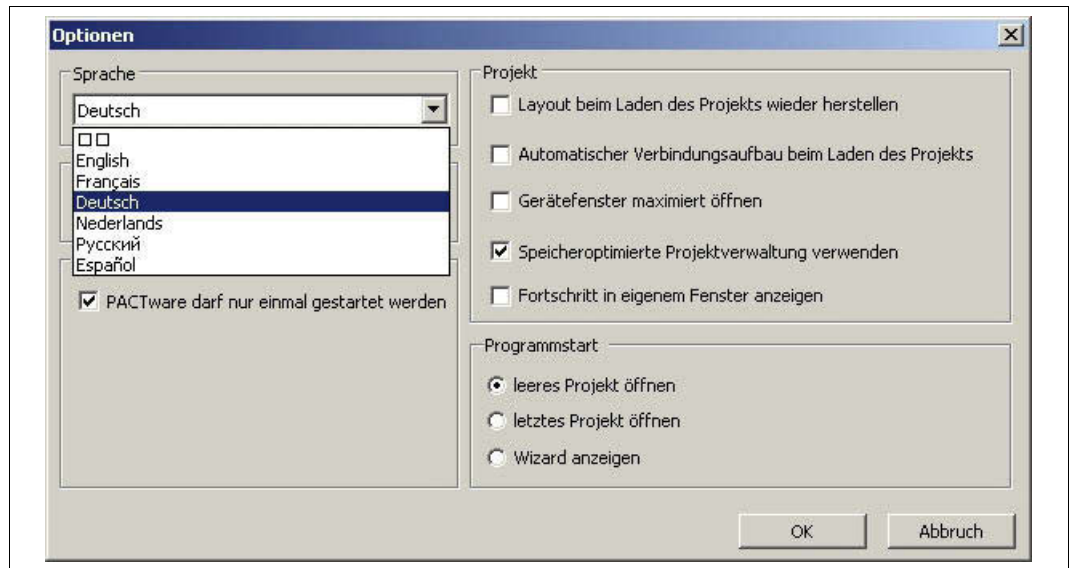 Optionen
Sprache
Deutsch
English
Français
Deutsch
Nederlands
Русский
Español
PACTware darf nur einmal gestartet werden
Projekt
Layout beim Laden des Projekts wieder herstellen
Automatischer Verbindungsaufbau beim Laden des Projekts
Gerätefenster maximiert öffnen
Speicheroptimierte Projektverwaltung verwenden
Fortschritt in eigenem Fenster anzeigen
Programmstart
leeres Projekt öffnen
letztes Projekt öffnen
Wizard anzeigen
OK
Abbruch